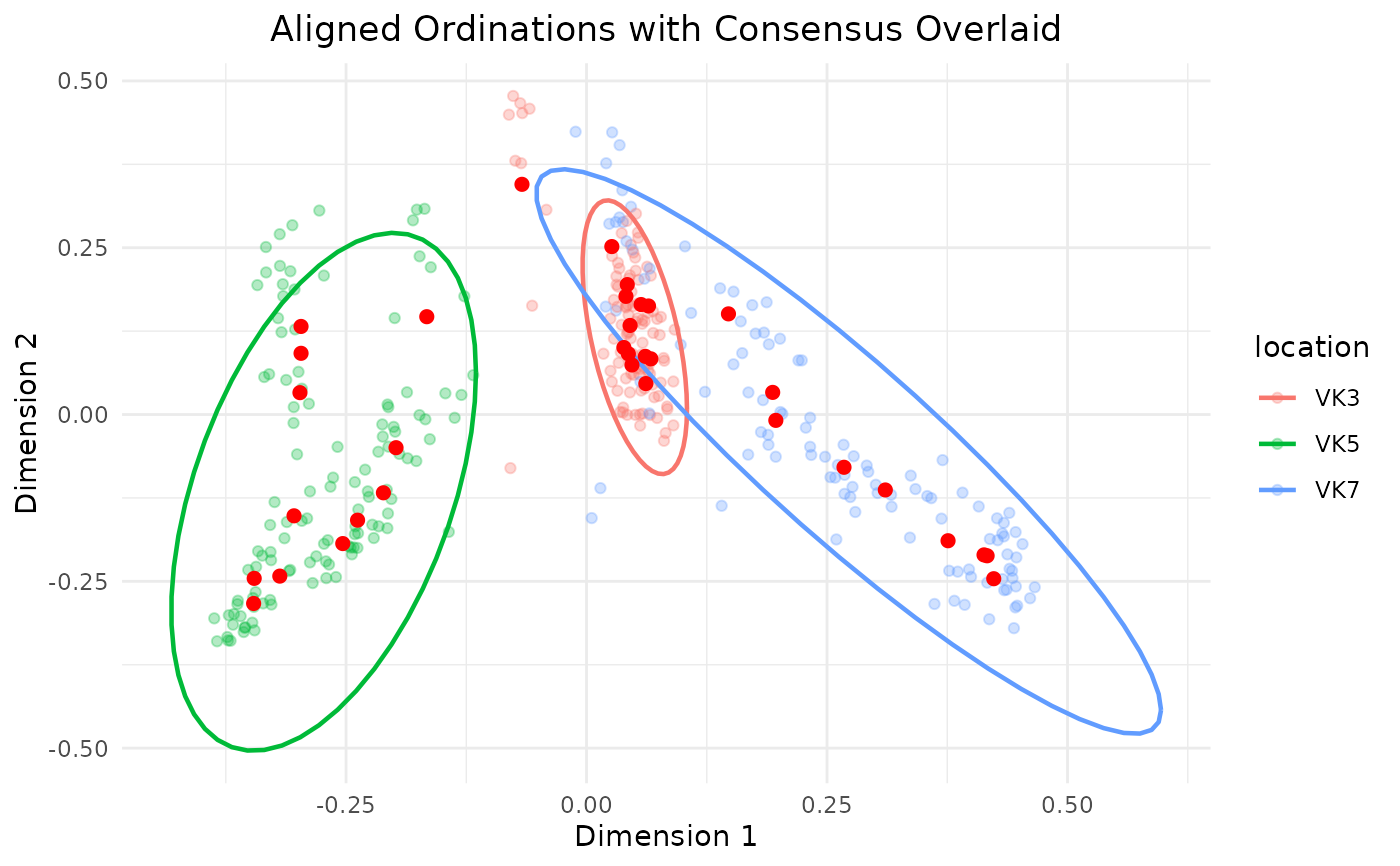 Aligned Ordinations with Consensus Overlaid
0.50
0.25
0.00
-0.25
-0.50
Dimension 2
-0.25
0.00
0.25
0.50
Dimension 1
location
VK3
VK5
VK7